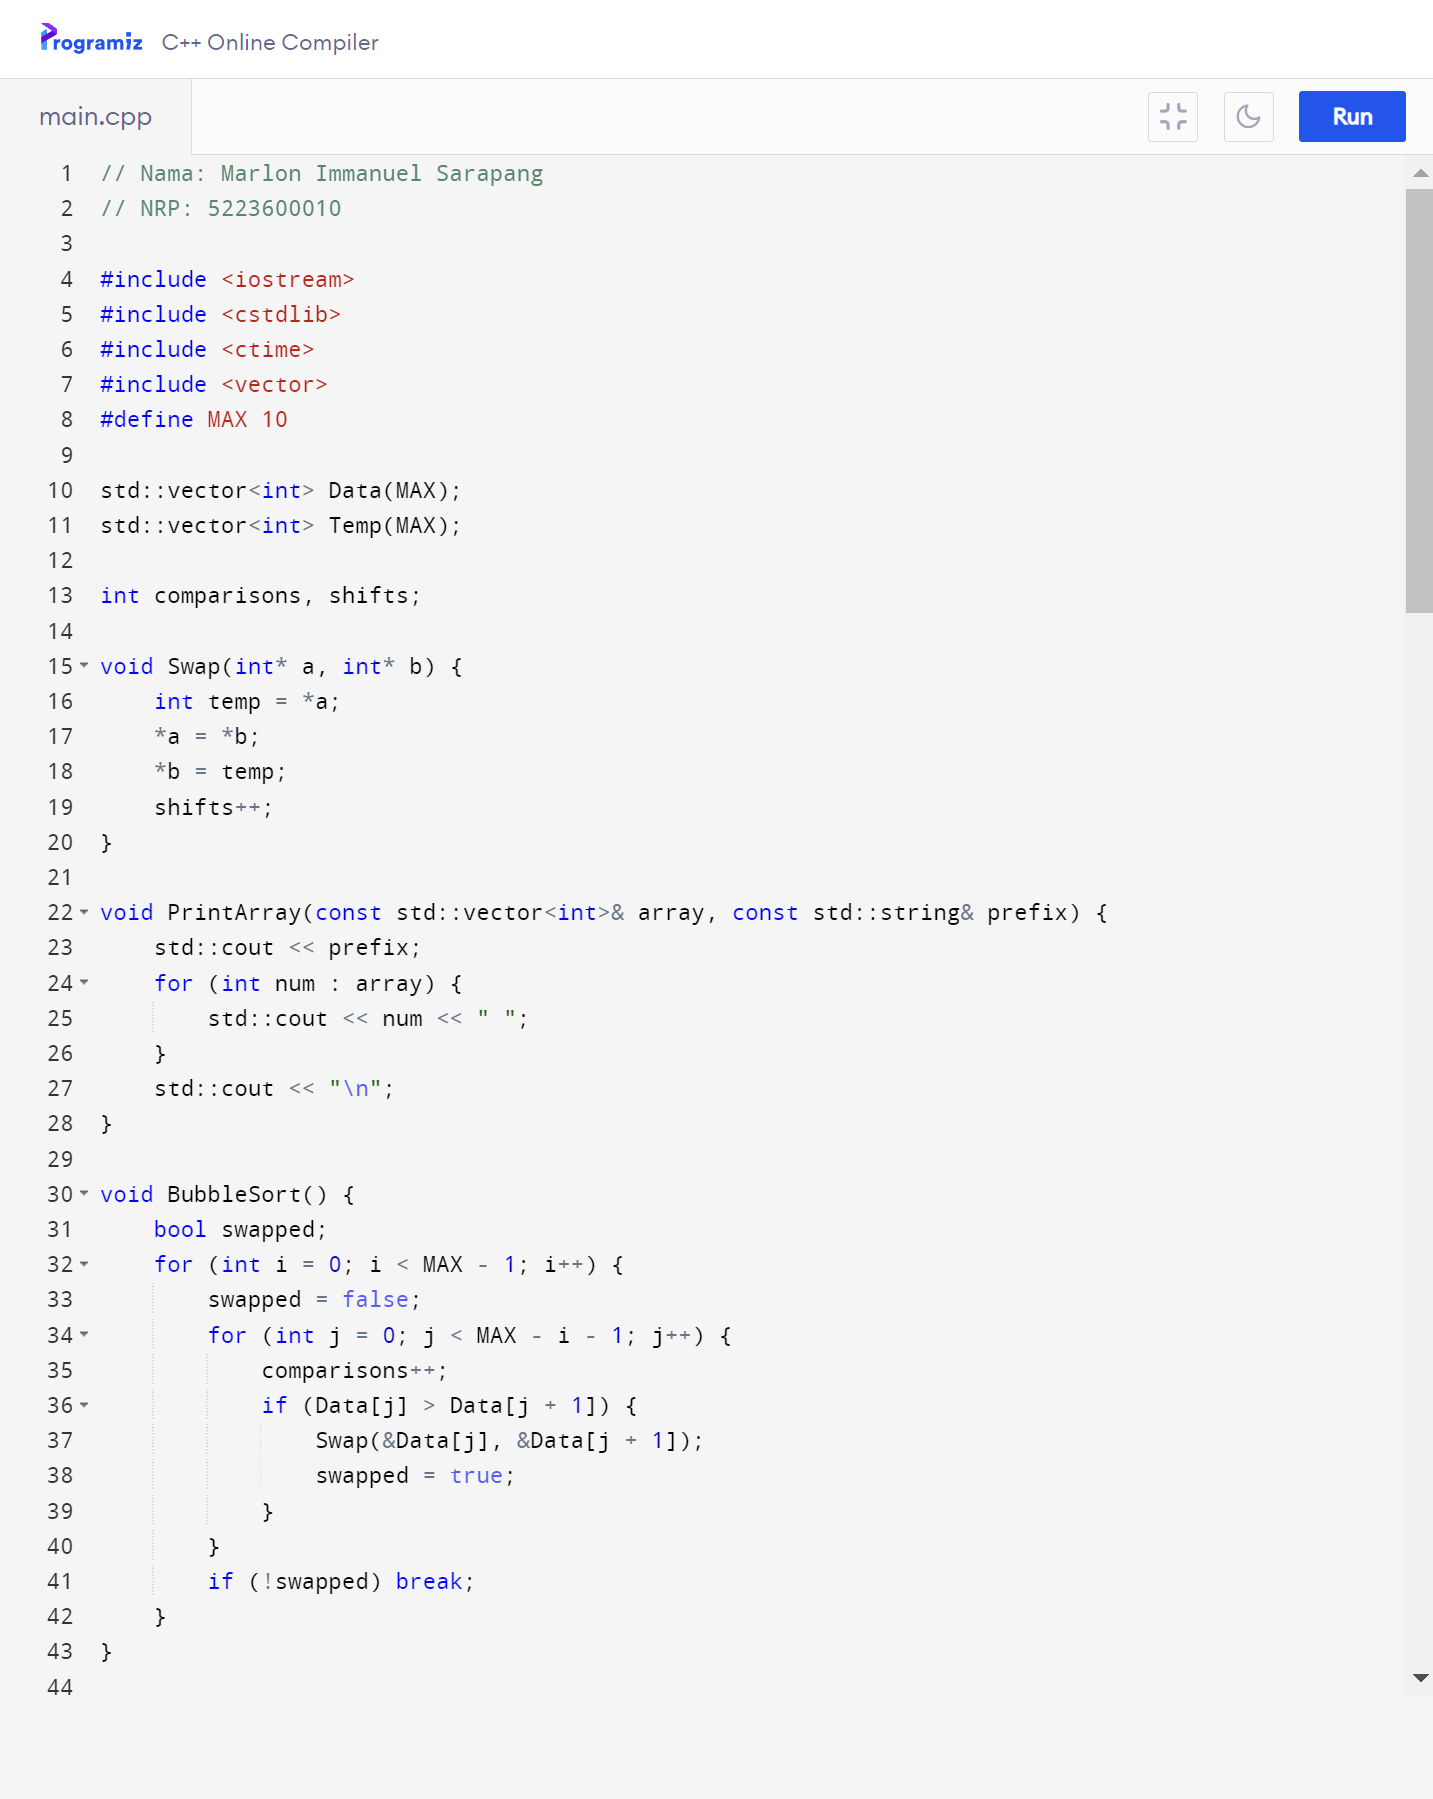 Programiz C++ Online Compiler
main.cpp Run
1 // Nama: Marlon Immanuel Sarapang
2 // NRP: 5223600010
3
4 #include <iostream>
5 #include <cstdlib>
6 #include <ctime>
7 #include <vector>
8 #define MAX 10
9
10 std::vector<int> Data(MAX);
11 std::vector<int> Temp(MAX);
12
13 int comparisons, shifts;
14
15 void Swap(int* a, int* b) {
16     int temp = *a;
17     *a = *b;
18     *b = temp;
19     shifts++;
20 }
21
22 void PrintArray(const std::vector<int>& array, const std::string& prefix) {
23     std::cout << prefix;
24     for (int num : array) {
25         std::cout << num << " ";
26     }
27     std::cout << "\n";
28 }
29
30 void BubbleSort() {
31     bool swapped;
32     for (int i = 0; i < MAX - 1; i++) {
33         swapped = false;
34         for (int j = 0; j < MAX - i - 1; j++) {
35             comparisons++;
36             if (Data[j] > Data[j + 1]) {
37                 Swap(&Data[j], &Data[j + 1]);
38                 swapped = true;
39             }
40         }
41         if (!swapped) break;
42     }
43 }
44